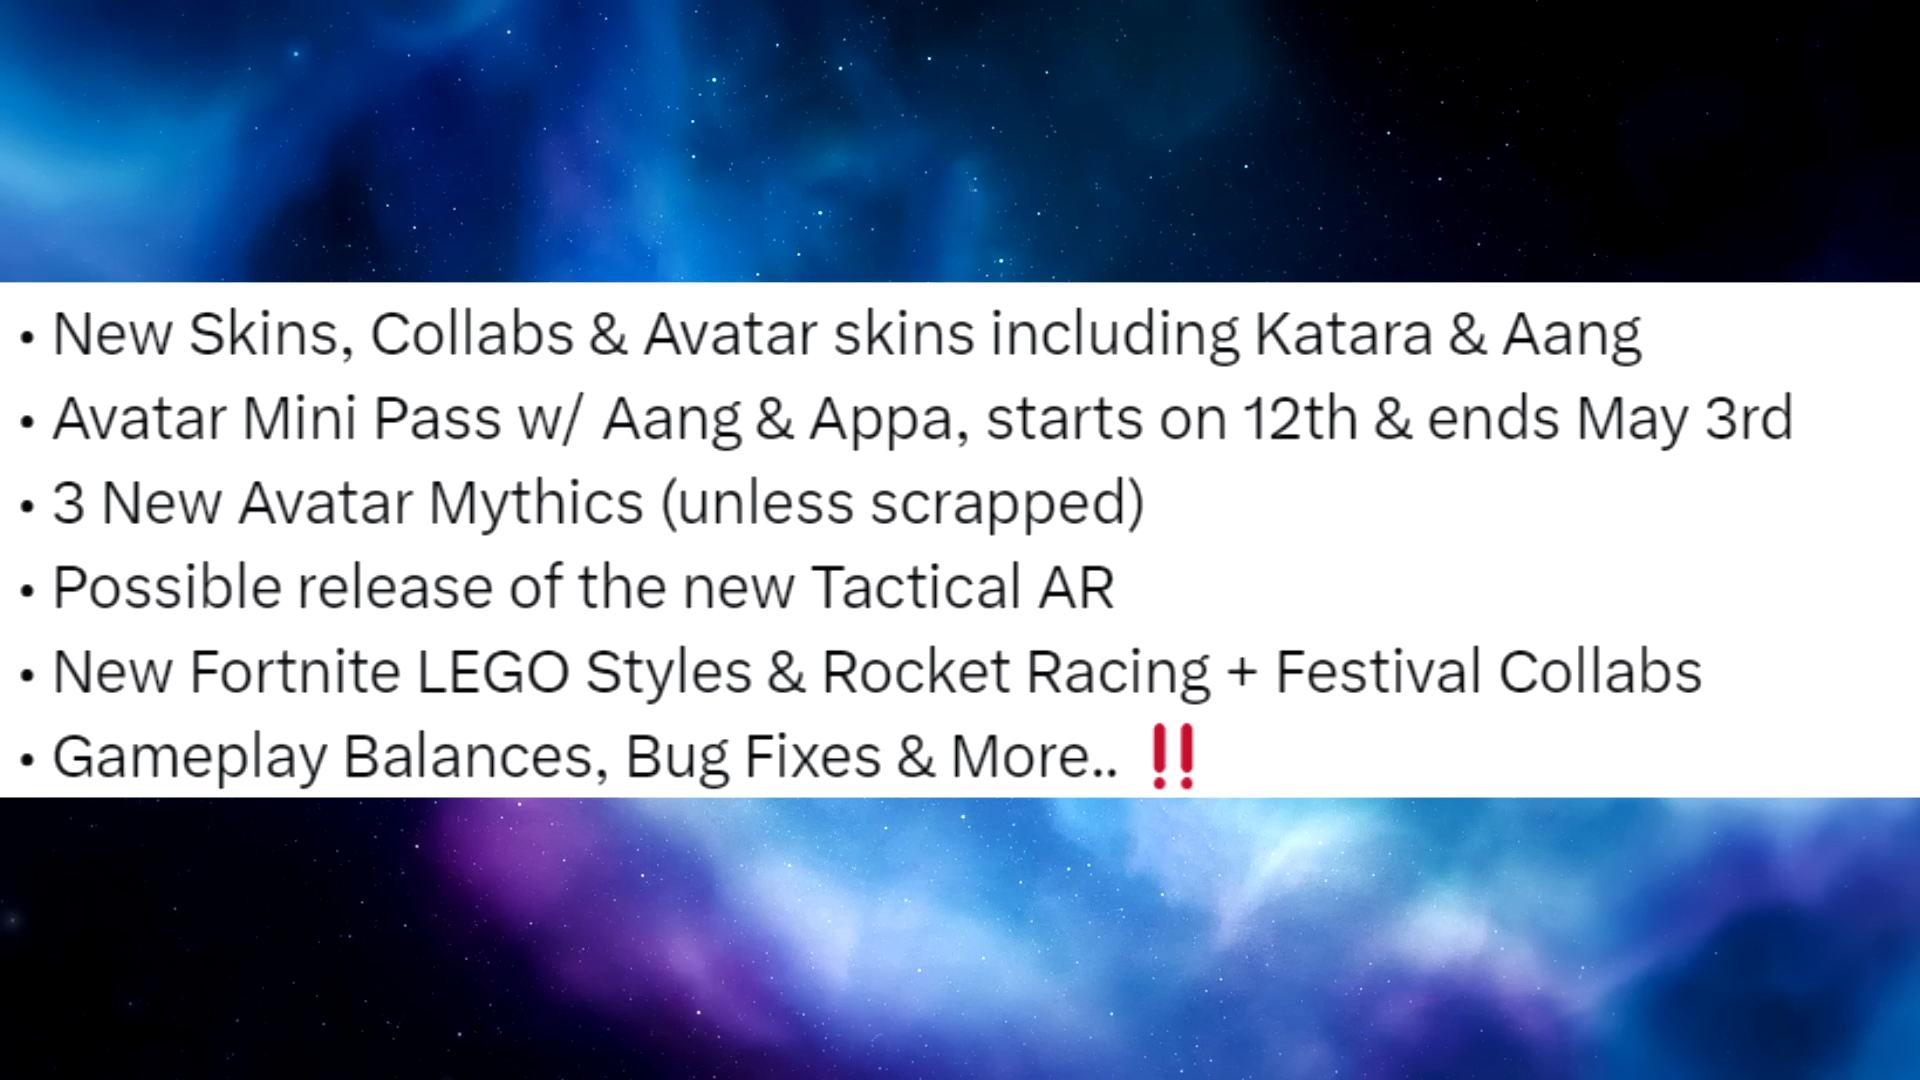 • New Skins, Collabs & Avatar skins including Katara & Aang
• Avatar Mini Pass w/ Aang & Appa, starts on 12th & ends May 3rd
• 3 New Avatar Mythics (unless scrapped)
• Possible release of the new Tactical AR
• New Fortnite LEGO Styles & Rocket Racing + Festival Collabs
• Gameplay Balances, Bug Fixes & More.. ‼️